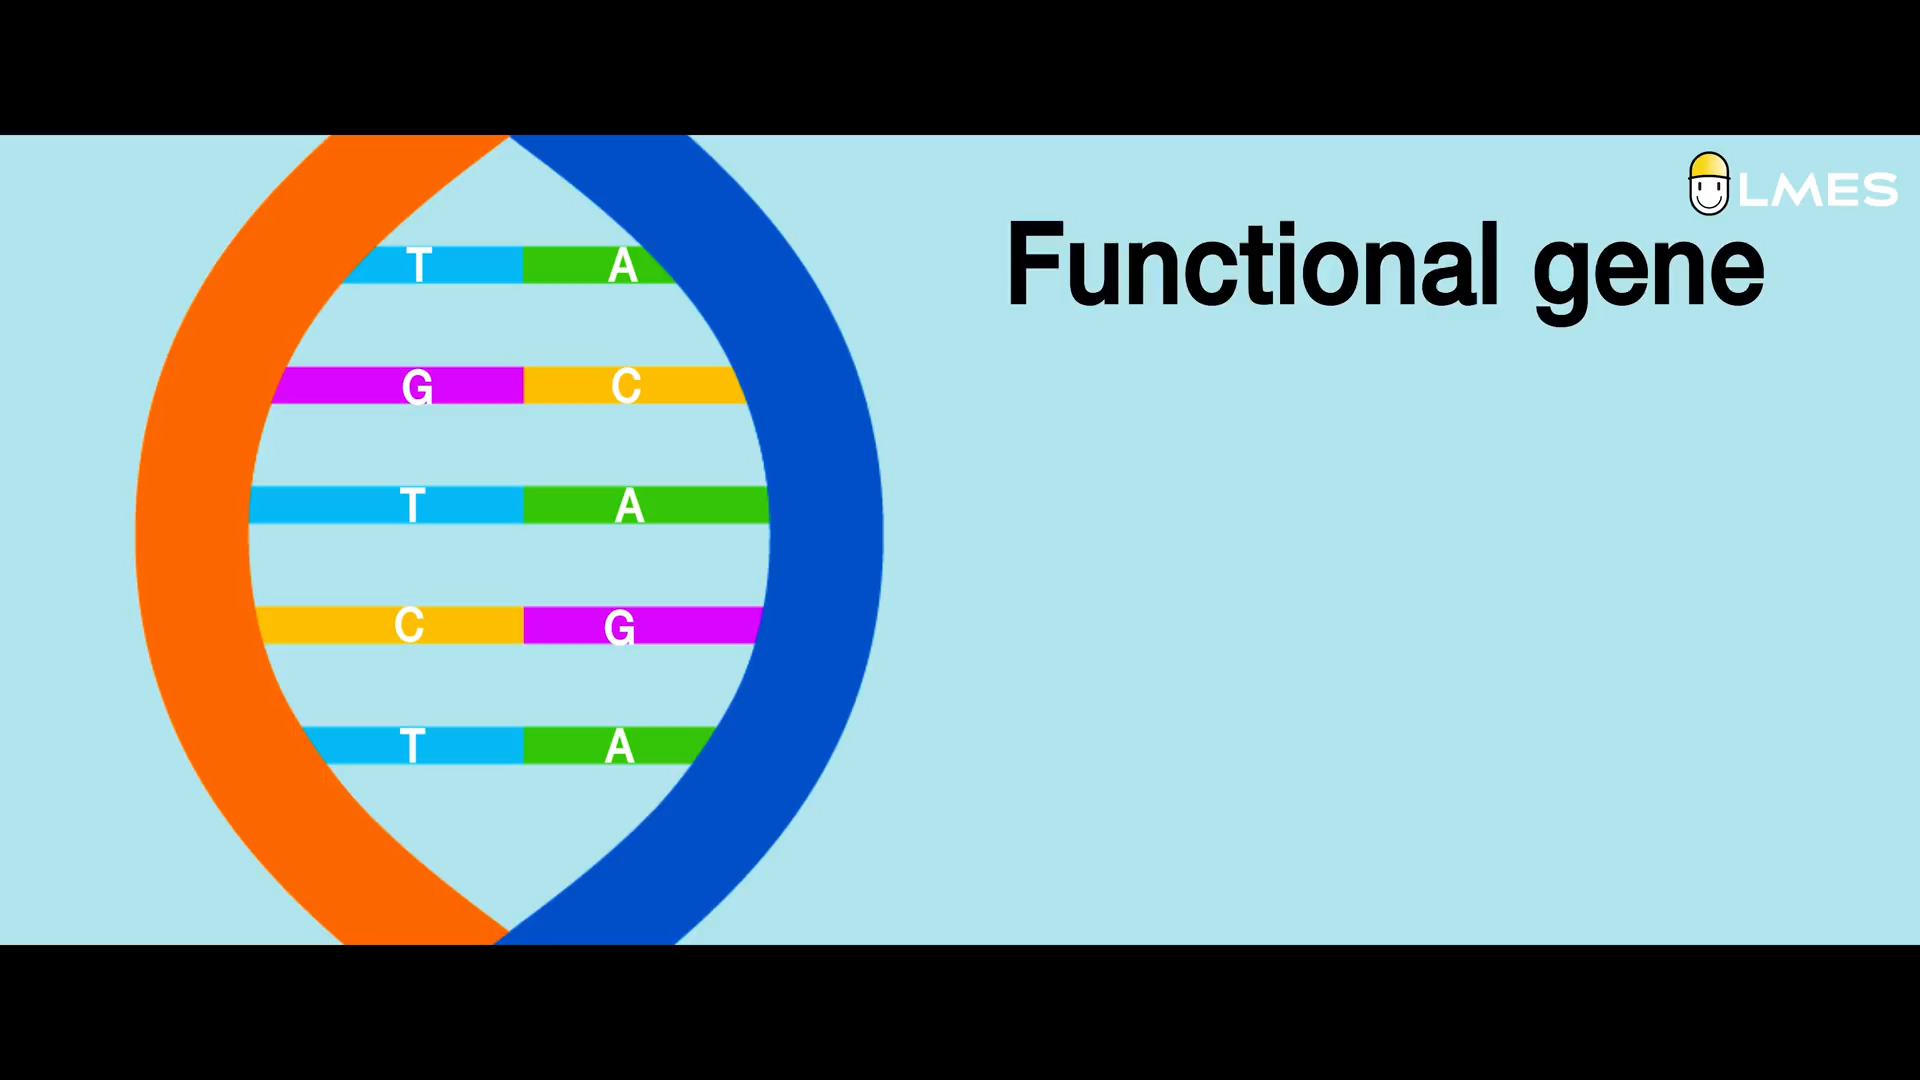 LMES
Functional gene
T A
G C
T A
C G
T A